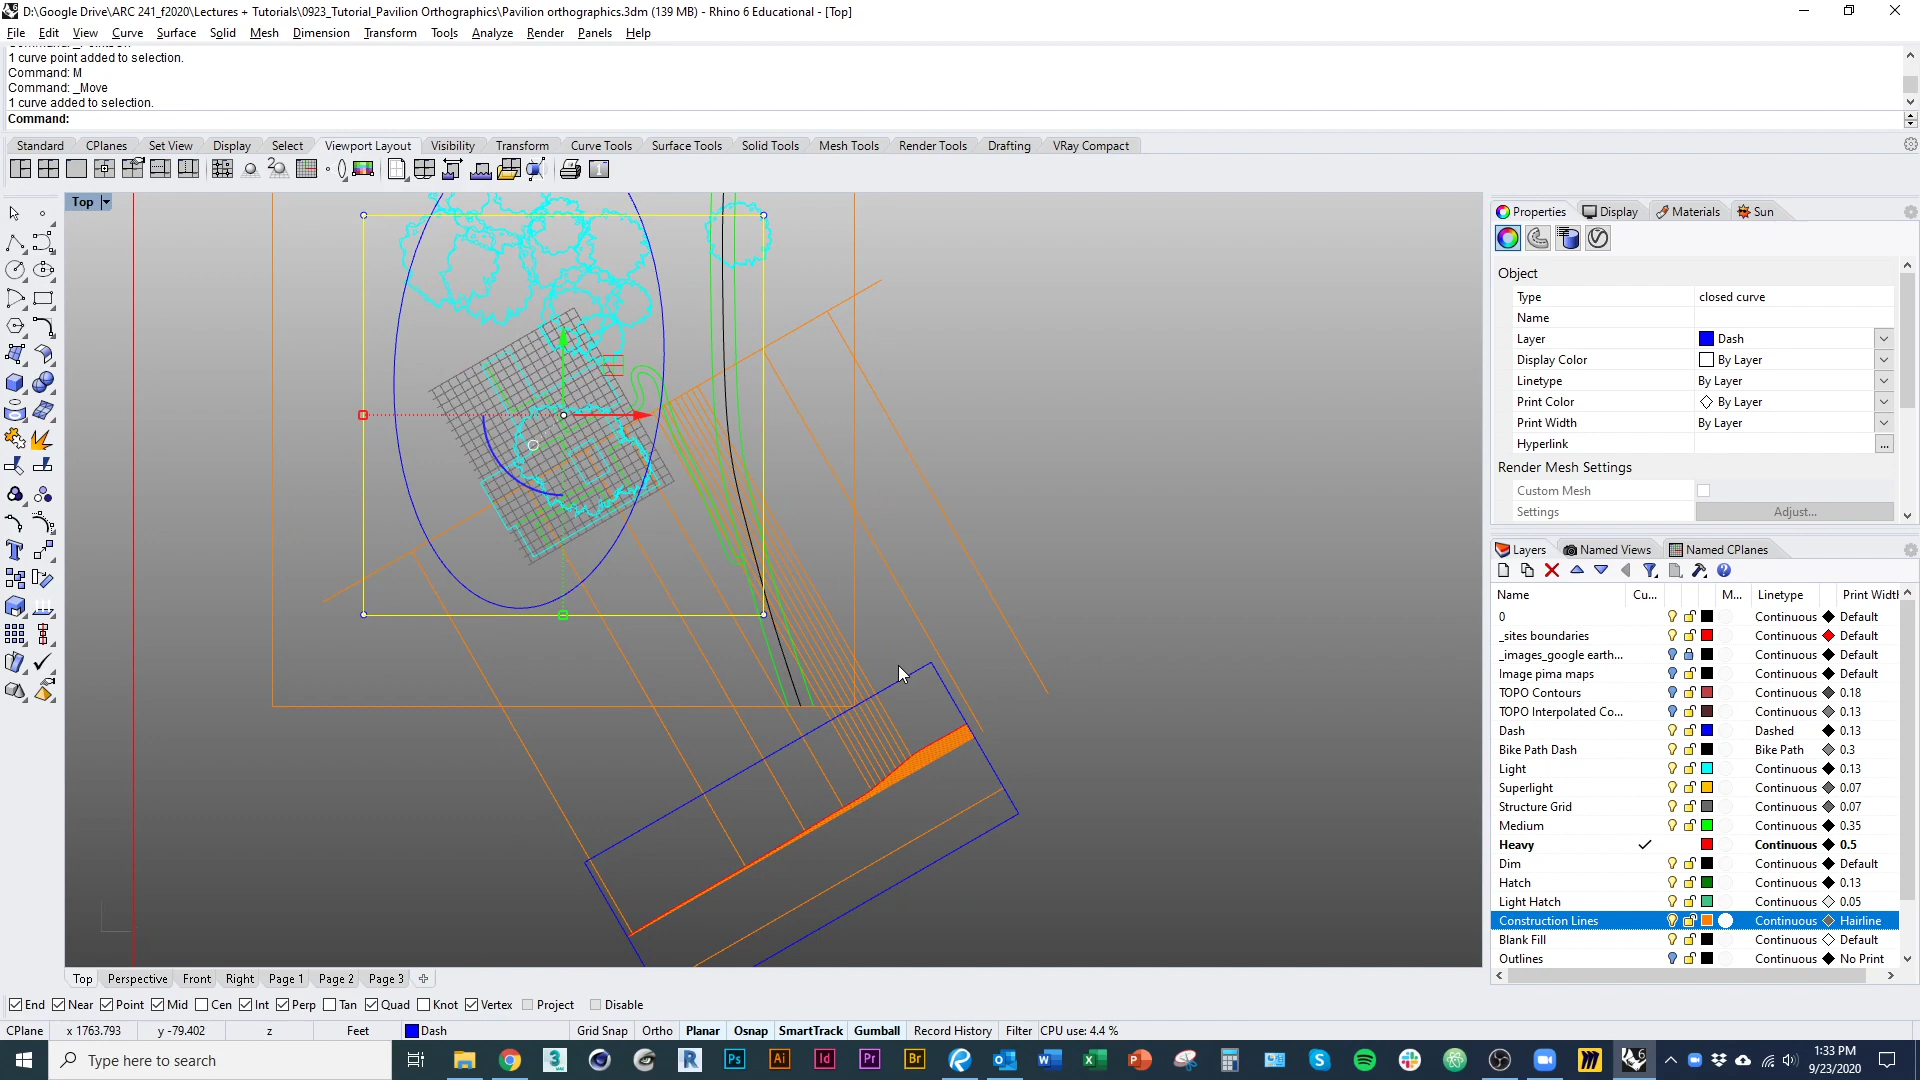 D:\Google Drive\ARC 241_f2020\Lectures + Tutorials\0923_Tutorial_Pavilion Orthographics\Pavilion orthographics.3dm (139 MB) - Rhino 6 Educational - [Top]
File Edit View Curve Surface Solid Mesh Dimension Transform Tools Analyze Render Panels Help
1 curve point added to selection.
Command: M
Command: _Move
1 curve added to selection.
Command:
Standard CPlanes Set View Display Select Viewport Layout Visibility Transform Curve Tools Surface Tools Solid Tools Mesh Tools Render Tools Drafting VRay Compact
Top
Properties Display Materials Sun
Object
Type closed curve
Name
Layer Dash
Display Color By Layer
Linetype By Layer
Print Color By Layer
Print Width By Layer
Hyperlink ...
Render Mesh Settings
Custom Mesh
Settings Adjust...
Layers Named Views Named CPlanes
Name Cu... M... Linetype Print Width
0 Continuous Default
_sites boundaries Continuous Default
_images_google earth... Continuous Default
Image pima maps Continuous Default
TOPO Contours Continuous 0.18
TOPO Interpolated Co... Continuous 0.13
Dash Dashed 0.13
Bike Path Dash Bike Path 0.3
Light Continuous 0.13
Superlight Continuous 0.07
Structure Grid Continuous 0.07
Medium Continuous 0.35
Heavy Continuous 0.5
Dim Continuous Default
Hatch Continuous 0.13
Light Hatch Continuous 0.05
Construction Lines Continuous Hairline
Blank Fill Continuous Default
Outlines Continuous No Print
Top Perspective Front Right Page 1 Page 2 Page 3
End Near Point Mid Cen Int Perp Tan Quad Knot Vertex Project Disable
CPlane x 1763.793 y -79.402 z Feet Dash Grid Snap Ortho Planar Osnap SmartTrack Gumball Record History Filter CPU use: 4.4 %
Type here to search
1:33 PM
9/23/2020